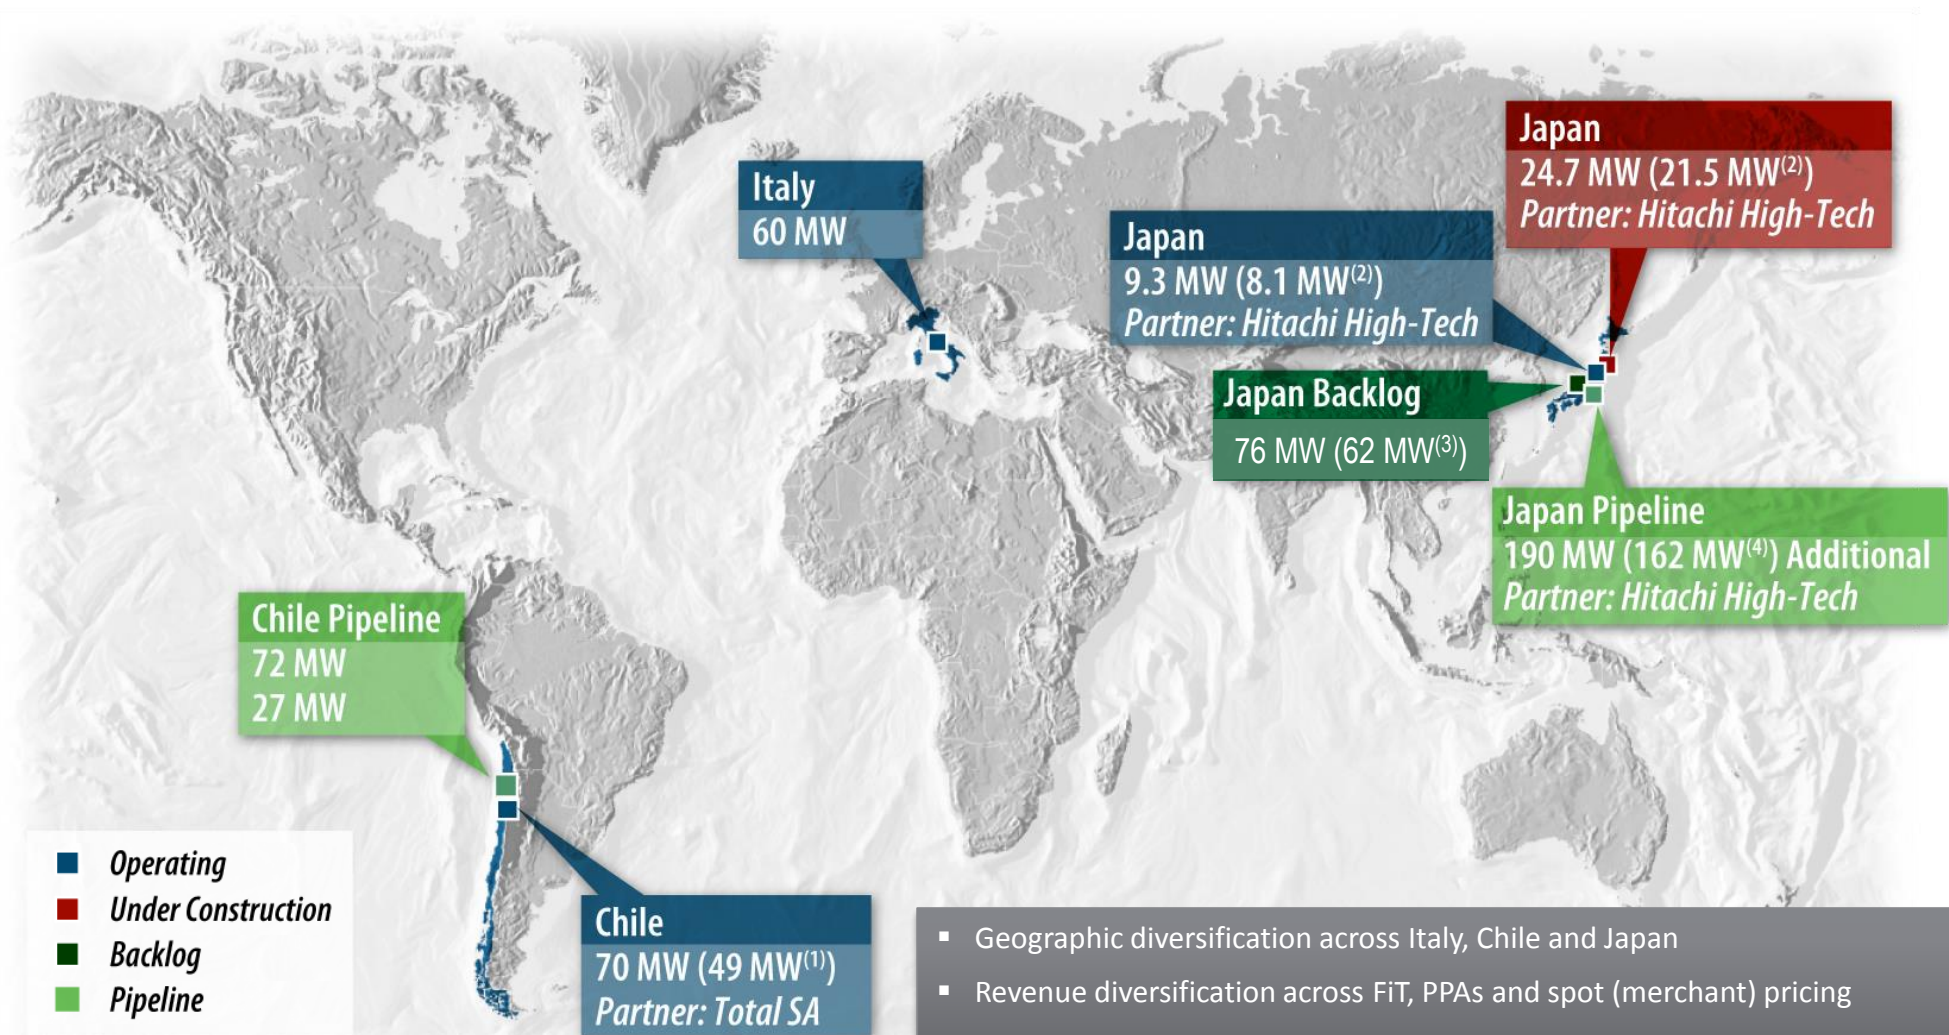 Japan
24.7 MW (21.5 MW(2))
Partner: Hitachi High-Tech
Italy
60 MW
Japan
9.3 MW (8.1 MW(2))
Partner: Hitachi High-Tech
Japan Backlog
76 MW (62 MW(3))
Japan Pipeline
190 MW (162 MW(4)) Additional
Partner: Hitachi High-Tech
Chile Pipeline
72 MW
27 MW
Operating
Under Construction
Backlog
Pipeline
Chile
70 MW (49 MW(1))
Partner: Total SA
▪ Geographic diversification across Italy, Chile and Japan
▪ Revenue diversification across FiT, PPAs and spot (merchant) pricing